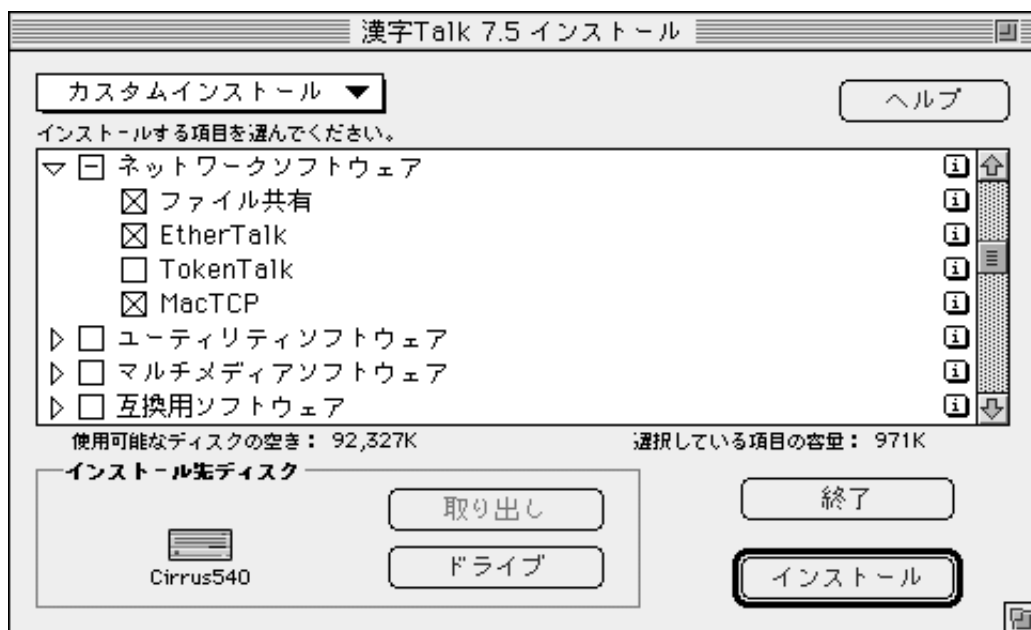 漢字Talk 7.5 インストール
カスタムインストール
ヘルプ
インストールする項目を選んでください。
ネットワークソフトウェア
ファイル共有
EtherTalk
TokenTalk
MacTCP
ユーティリティソフトウェア
マルチメディアソフトウェア
互換用ソフトウェア
使用可能なディスクの空き： 92,327K 選択している項目の容量： 971K
インストール先ディスク
取り出し
終了
ドライブ
インストール
Cirrus540